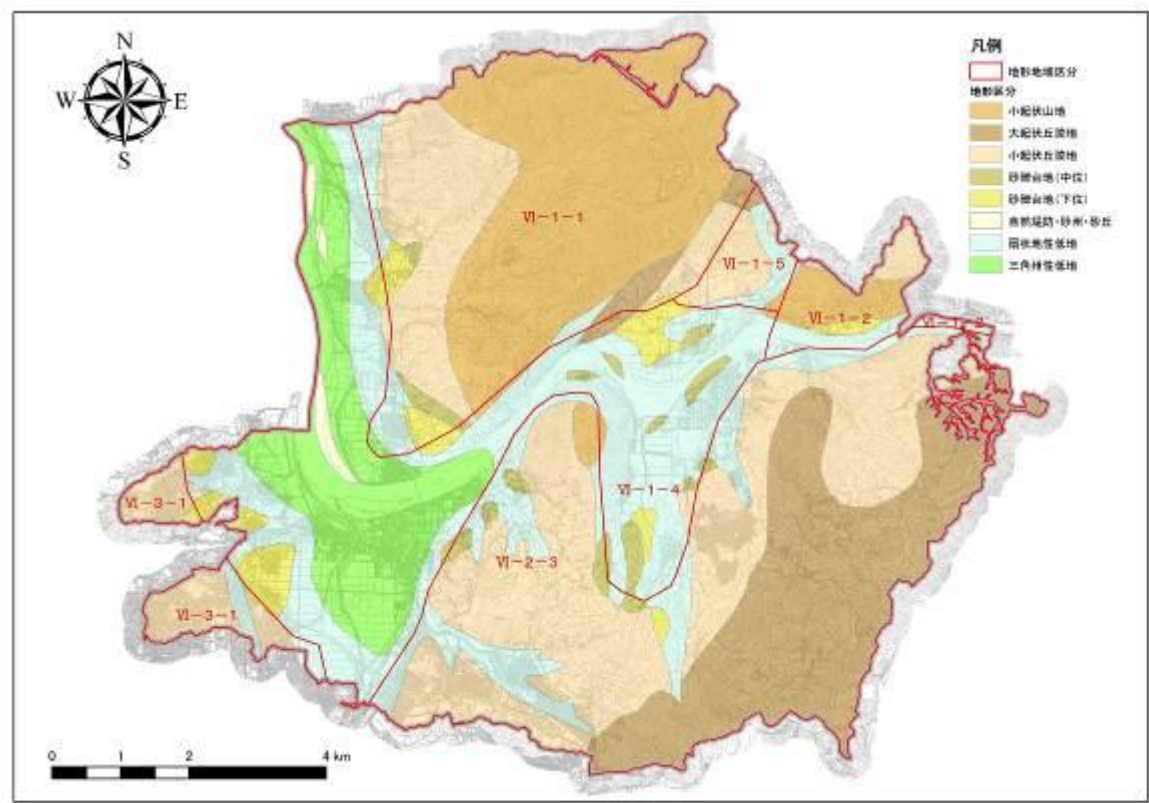 N
W
E
S
凡例
地形地域区分
地形区分
小起伏山地
大起伏丘陵地
小起伏丘陵地
砂礫台地(中位)
砂礫台地(下位)
自然堤防・砂州・砂丘
扇状地性低地
三角州性低地
Ⅵ－1－1
Ⅵ－1－5
Ⅵ－1－2
Ⅵ－1－4
Ⅵ－3－1
Ⅵ－2－3
Ⅵ－3－1
0 1 2 4 km